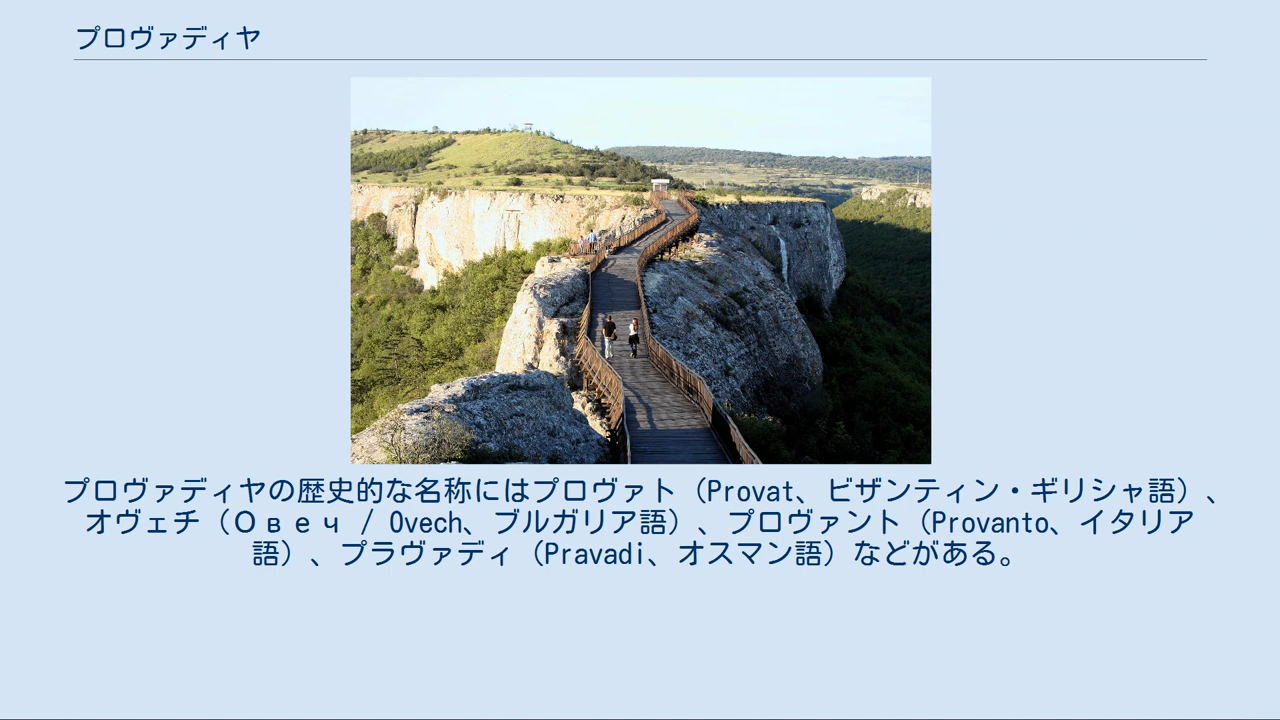 プロヴァディヤ
プロヴァディヤの歴史的な名称にはプロヴァト（Provat、ビザンティン・ギリシャ語）、
オヴェチ（Овеч / Ovech、ブルガリア語）、プロヴァント（Provanto、イタリア
語）、プラヴァディ（Pravadi、オスマン語）などがある。